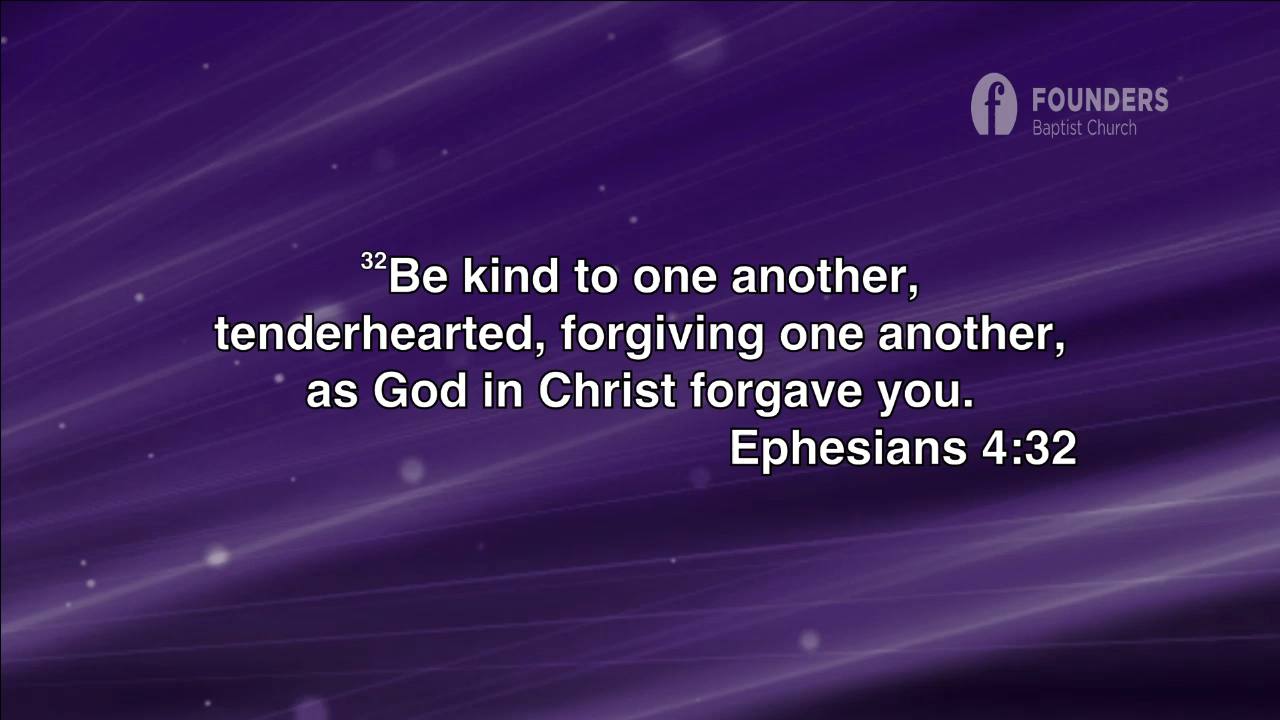 FOUNDERS
Baptist Church
32Be kind to one another,
tenderhearted, forgiving one another,
as God in Christ forgave you.
Ephesians 4:32